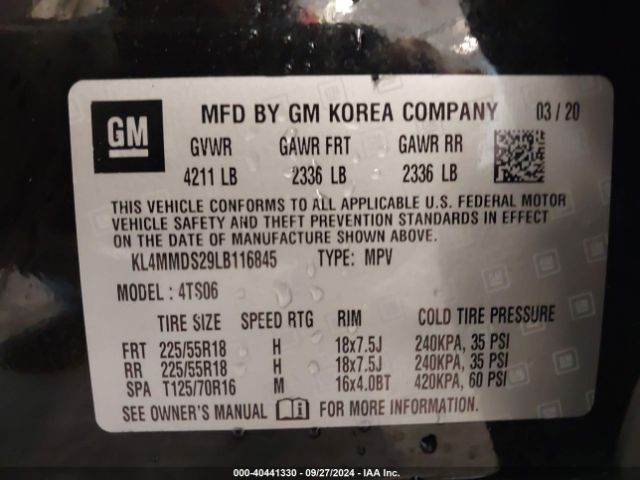 GM
MFD BY GM KOREA COMPANY 03 / 20
GVWR GAWR FRT GAWR RR
4211 LB 2336 LB 2336 LB
THIS VEHICLE CONFORMS TO ALL APPLICABLE U.S. FEDERAL MOTOR
VEHICLE SAFETY AND THEFT PREVENTION STANDARDS IN EFFECT
ON THE DATE OF MANUFACTURE SHOWN ABOVE.
KL4MMDS29LB116845 TYPE: MPV
MODEL: 4TS06
TIRE SIZE SPEED RTG RIM COLD TIRE PRESSURE
FRT 225/55R18 H 18x7.5J 240KPA, 35 PSI
RR 225/55R18 H 18x7.5J 240KPA, 35 PSI
SPA T125/70R16 M 16x4.0BT 420KPA, 60 PSI
SEE OWNER'S MANUAL FOR MORE INFORMATION.
000-40441330 - 09/27/2024 - IAA Inc.